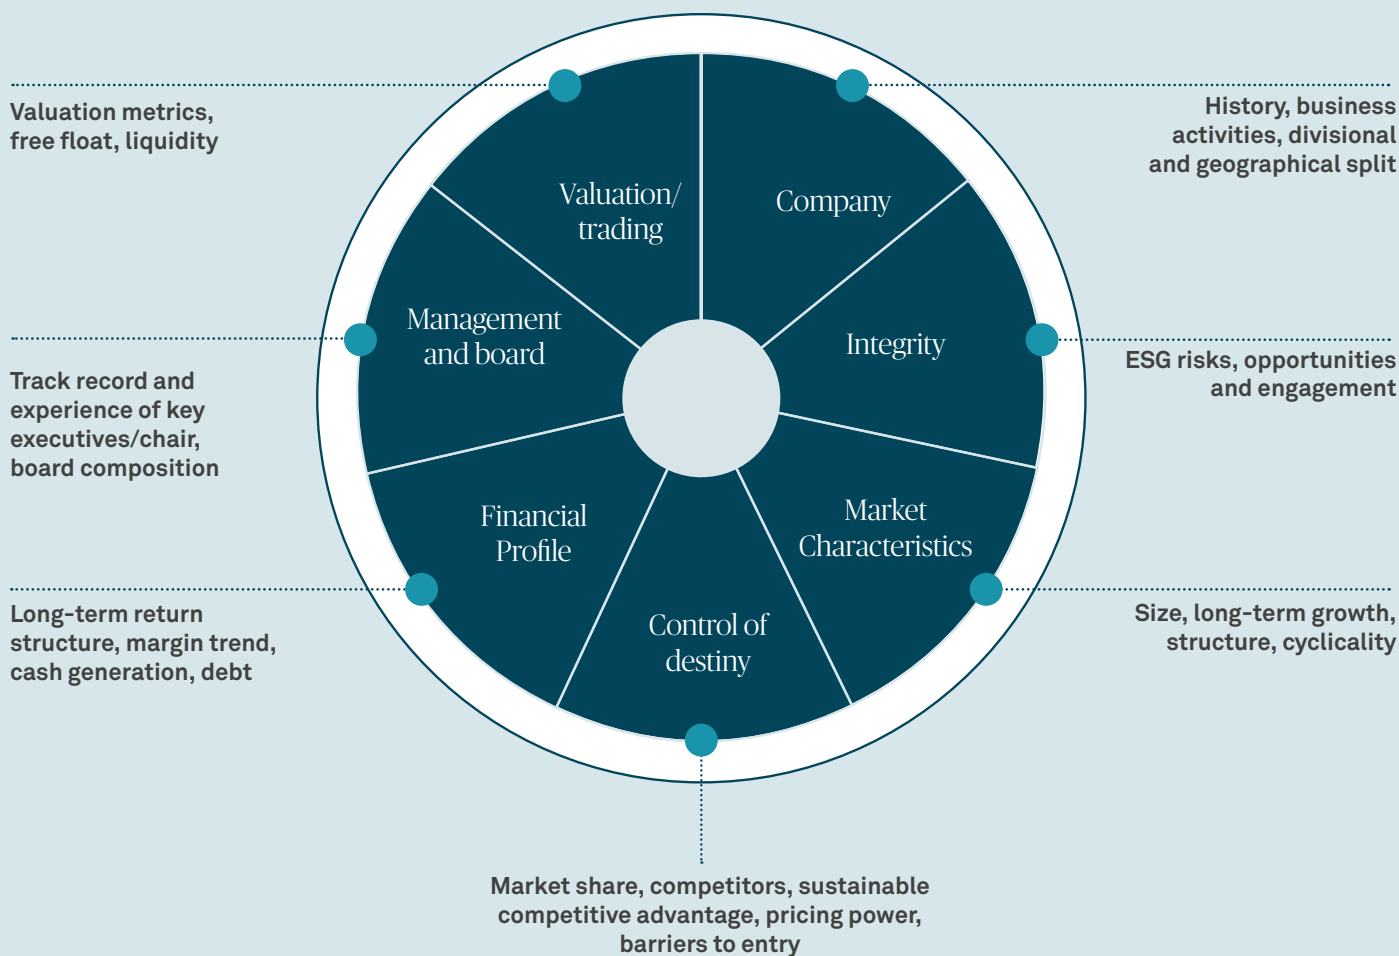 Valuation metrics,
free float, liquidity
History, business
activities, divisional
and geographical split
Valuation/
trading
Company
Management
and board
Integrity
Track record and
experience of key
executives/chair,
board composition
ESG risks, opportunities
and engagement
Financial
Profile
Market
Characteristics
Control of
destiny
Long-term return
structure, margin trend,
cash generation, debt
Size, long-term growth,
structure, cyclicality
Market share, competitors, sustainable
competitive advantage, pricing power,
barriers to entry